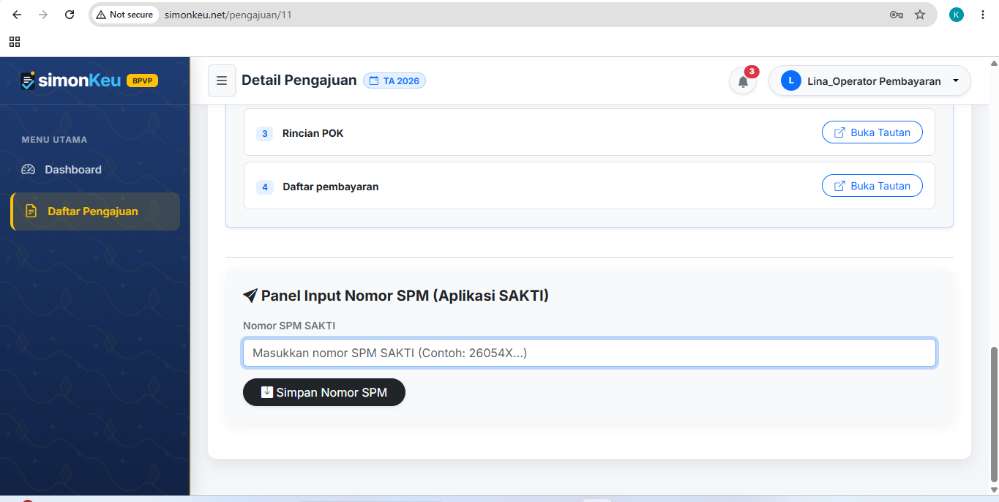 Not secure
simonkeu.net/pengajuan/11
K
simonKeu BPVP
Detail Pengajuan
TA 2026
3
L
Lina_Operator Pembayaran
MENU UTAMA
Dashboard
Daftar Pengajuan
3 Rincian POK Buka Tautan
4 Daftar pembayaran Buka Tautan
Panel Input Nomor SPM (Aplikasi SAKTI)
Nomor SPM SAKTI
Masukkan nomor SPM SAKTI (Contoh: 26054X...)
Simpan Nomor SPM